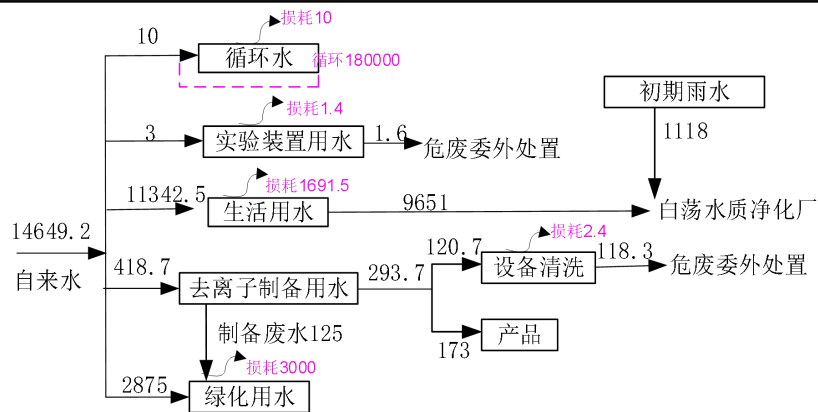 损耗10
10
循环水
循环180000
初期雨水
损耗1.4
1118
3
实验装置用水
1.6
危废委外处置
损耗1691.5
11342.5
生活用水
9651
白荡水质净化厂
14649.2
自来水
损耗2.4
120.7
设备清洗
118.3
危废委外处置
418.7
去离子制备用水
293.7
制备废水125
173
产品
损耗3000
2875
绿化用水